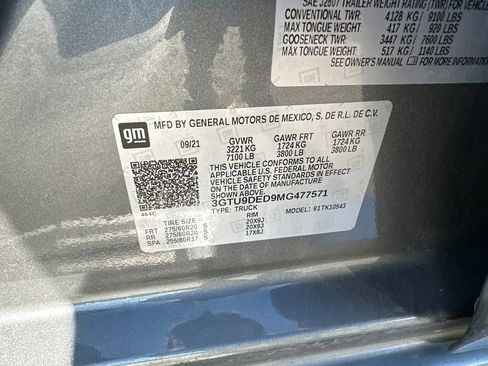 SAE J2807 TRAILER WEIGHT RATING (TWR) FOR VEHICLE
CONVENTIONAL TWR: 4128 KG / 9100 LBS
MAX TONGUE WEIGHT: 417 KG / 920 LBS
GOOSENECK TWR: 3447 KG / 7600 LBS
MAX TONGUE WEIGHT: 517 KG / 1140 LBS
SEE OWNER'S MANUAL FOR MORE INFORMATION
gm
MFD BY GENERAL MOTORS DE MEXICO, S. DE R.L. DE C.V.
09/21 GVWR GAWR FRT GAWR RR
3221 KG 1724 KG 1724 KG
7100 LB 3800 LB 3800 LB
THIS VEHICLE CONFORMS TO ALL
APPLICABLE U.S. FEDERAL MOTOR VEHICLE
SAFETY STANDARDS IN EFFECT ON THE DATE OF
MANUFACTURE SHOWN ABOVE.
3GTU9DED9MG477571
464C TYPE: TRUCK MODEL: 91TK10543
TIRE SIZE RIM
FRT 275/60R20 S 20X9J
RR 275/60R20 S 20X9J
SPA 255/80R17 S 17X8J